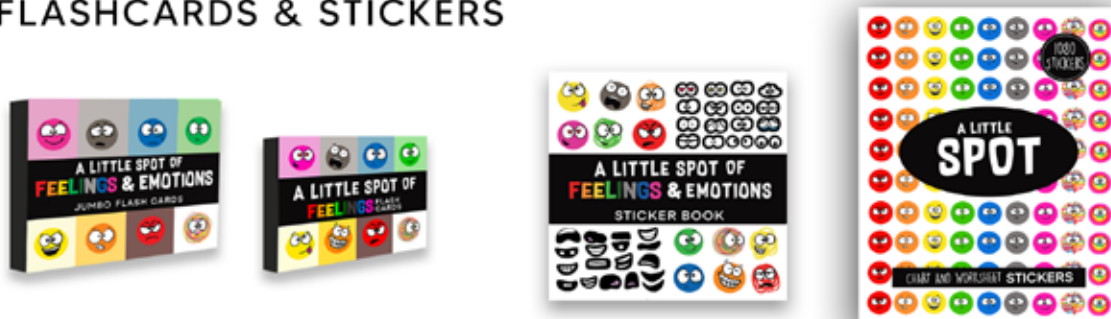 FLASHCARDS & STICKERS
A LITTLE SPOT OF
FEELINGS & EMOTIONS
JUMBO FLASH CARDS
A LITTLE SPOT OF
FEELINGS FLASH
CARDS
A LITTLE SPOT OF
FEELINGS & EMOTIONS
STICKER BOOK
1080
STICKERS
A LITTLE
SPOT
CHART AND WORKSHEET STICKERS